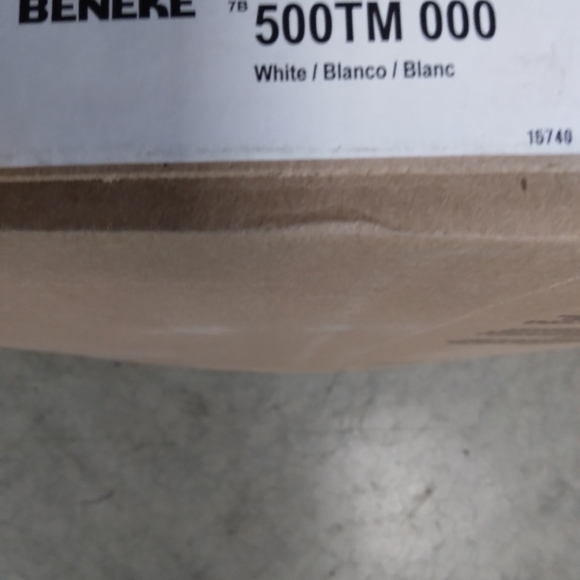 BENEKE 7B 500TM 000
White / Blanco / Blanc
15740